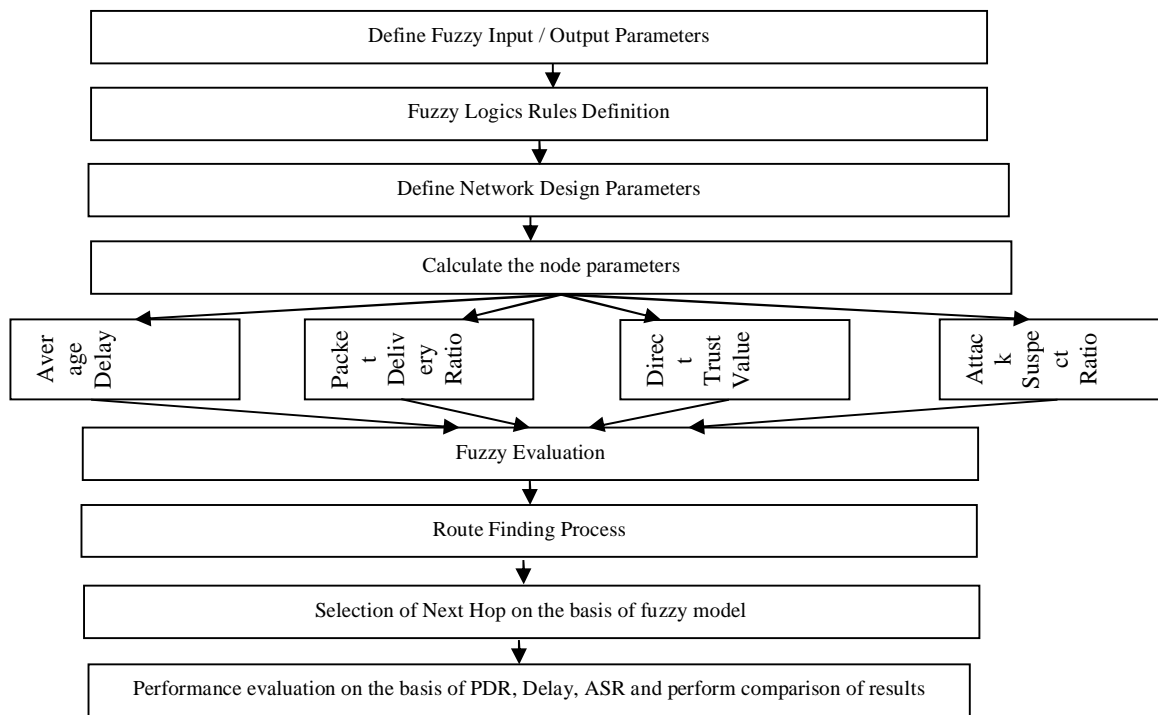 Define Fuzzy Input / Output Parameters
Fuzzy Logics Rules Definition
Define Network Design Parameters
Calculate the node parameters
Aver
age
Delay
Packe
t
Deliv
ery
Ratio
Direc
t
Trust
Value
Attac
k
Suspe
ct
Ratio
Fuzzy Evaluation
Route Finding Process
Selection of Next Hop on the basis of fuzzy model
Performance evaluation on the basis of PDR, Delay, ASR and perform comparison of results